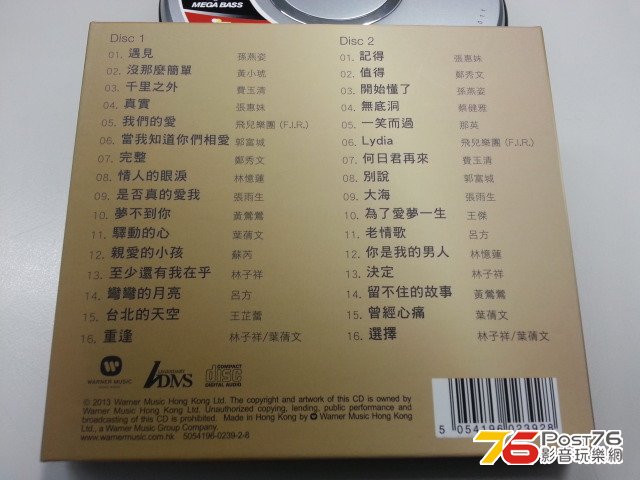 MEGA BASS
Disc 1
01. 遇見 孫燕姿
02. 沒那麼簡單 黃小琥
03. 千里之外 費玉清
04. 真實 張惠妹
05. 我們的愛 飛兒樂團 (F.I.R.)
06. 當我知道你們相愛 郭富城
07. 完整 鄭秀文
08. 情人的眼淚 林憶蓮
09. 是否真的愛我 張雨生
10. 夢不到你 黃鶯鶯
11. 驛動的心 葉蒨文
12. 親愛的小孩 蘇芮
13. 至少還有我在乎 林子祥
14. 彎彎的月亮 呂方
15. 台北的天空 王芷蕾
16. 重逢 林子祥/葉蒨文
Disc 2
01. 記得 張惠妹
02. 值得 鄭秀文
03. 開始懂了 孫燕姿
04. 無底洞 蔡健雅
05. 一笑而過 那英
06. Lydia 飛兒樂團 (F.I.R.)
07. 何日君再來 費玉清
08. 別說 郭富城
09. 大海 張雨生
10. 為了愛夢一生 王傑
11. 老情歌 呂方
12. 你是我的男人 林憶蓮
13. 決定 林子祥
14. 留不住的故事 黃鶯鶯
15. 曾經心痛 葉蒨文
16. 選擇 林子祥/葉蒨文
WARNER MUSIC
LEGENDARY
DMS
COMPACT
DISC
DIGITAL AUDIO
© 2013 Warner Music Hong Kong Ltd. The copyright and artwork of this CD is owned by
Warner Music Hong Kong Ltd. Unauthorized copying, lending, public performance and
broadcasting of this CD is prohibited. Made in Hong Kong by Warner Music Hong Kong
Ltd., a Warner Music Group Company.
www.warnermusic.com.hk 5054196-0239-2-8
5 054196 023928
76 Post76
影音玩樂網